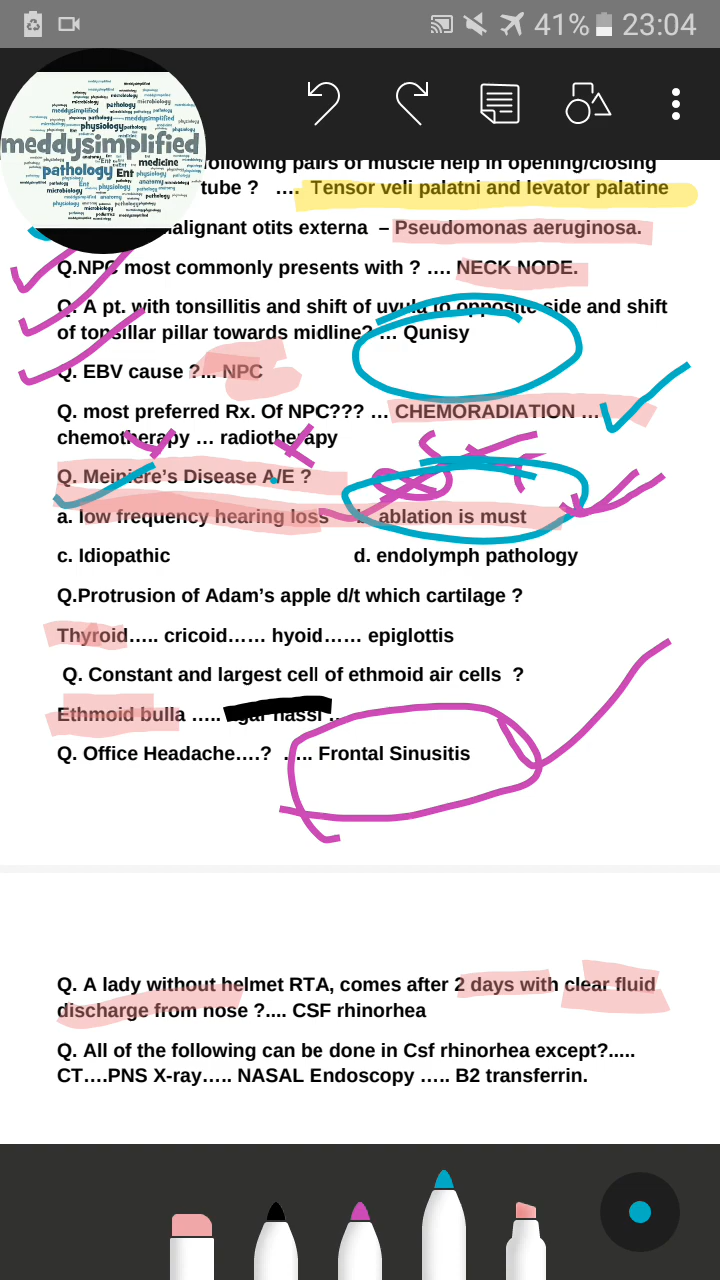 41% 23:04
meddysimplified
pathology Ent medicine
physiology
microbiology
following pairs of muscle help in opening/closing
tube ? …. Tensor veli palatni and levator palatine
alignant otits externa – Pseudomonas aeruginosa.
Q.NPC most commonly presents with ? …. NECK NODE.
Q. A pt. with tonsillitis and shift of uvula to opposite side and shift
of tonsillar pillar towards midline? … Qunisy
Q. EBV cause ?... NPC
Q. most preferred Rx. Of NPC??? … CHEMORADIATION …
chemotherapy … radiotherapy
Q. Meiniere’s Disease A/E ?
a. low frequency hearing loss b. ablation is must
c. Idiopathic d. endolymph pathology
Q.Protrusion of Adam’s apple d/t which cartilage ?
Thyroid….. cricoid…… hyoid…… epiglottis
Q. Constant and largest cell of ethmoid air cells ?
Ethmoid bulla ….. agar nassi …
Q. Office Headache….? ….. Frontal Sinusitis
Q. A lady without helmet RTA, comes after 2 days with clear fluid
discharge from nose ?.... CSF rhinorhea
Q. All of the following can be done in Csf rhinorhea except?.....
CT….PNS X-ray….. NASAL Endoscopy ….. B2 transferrin.